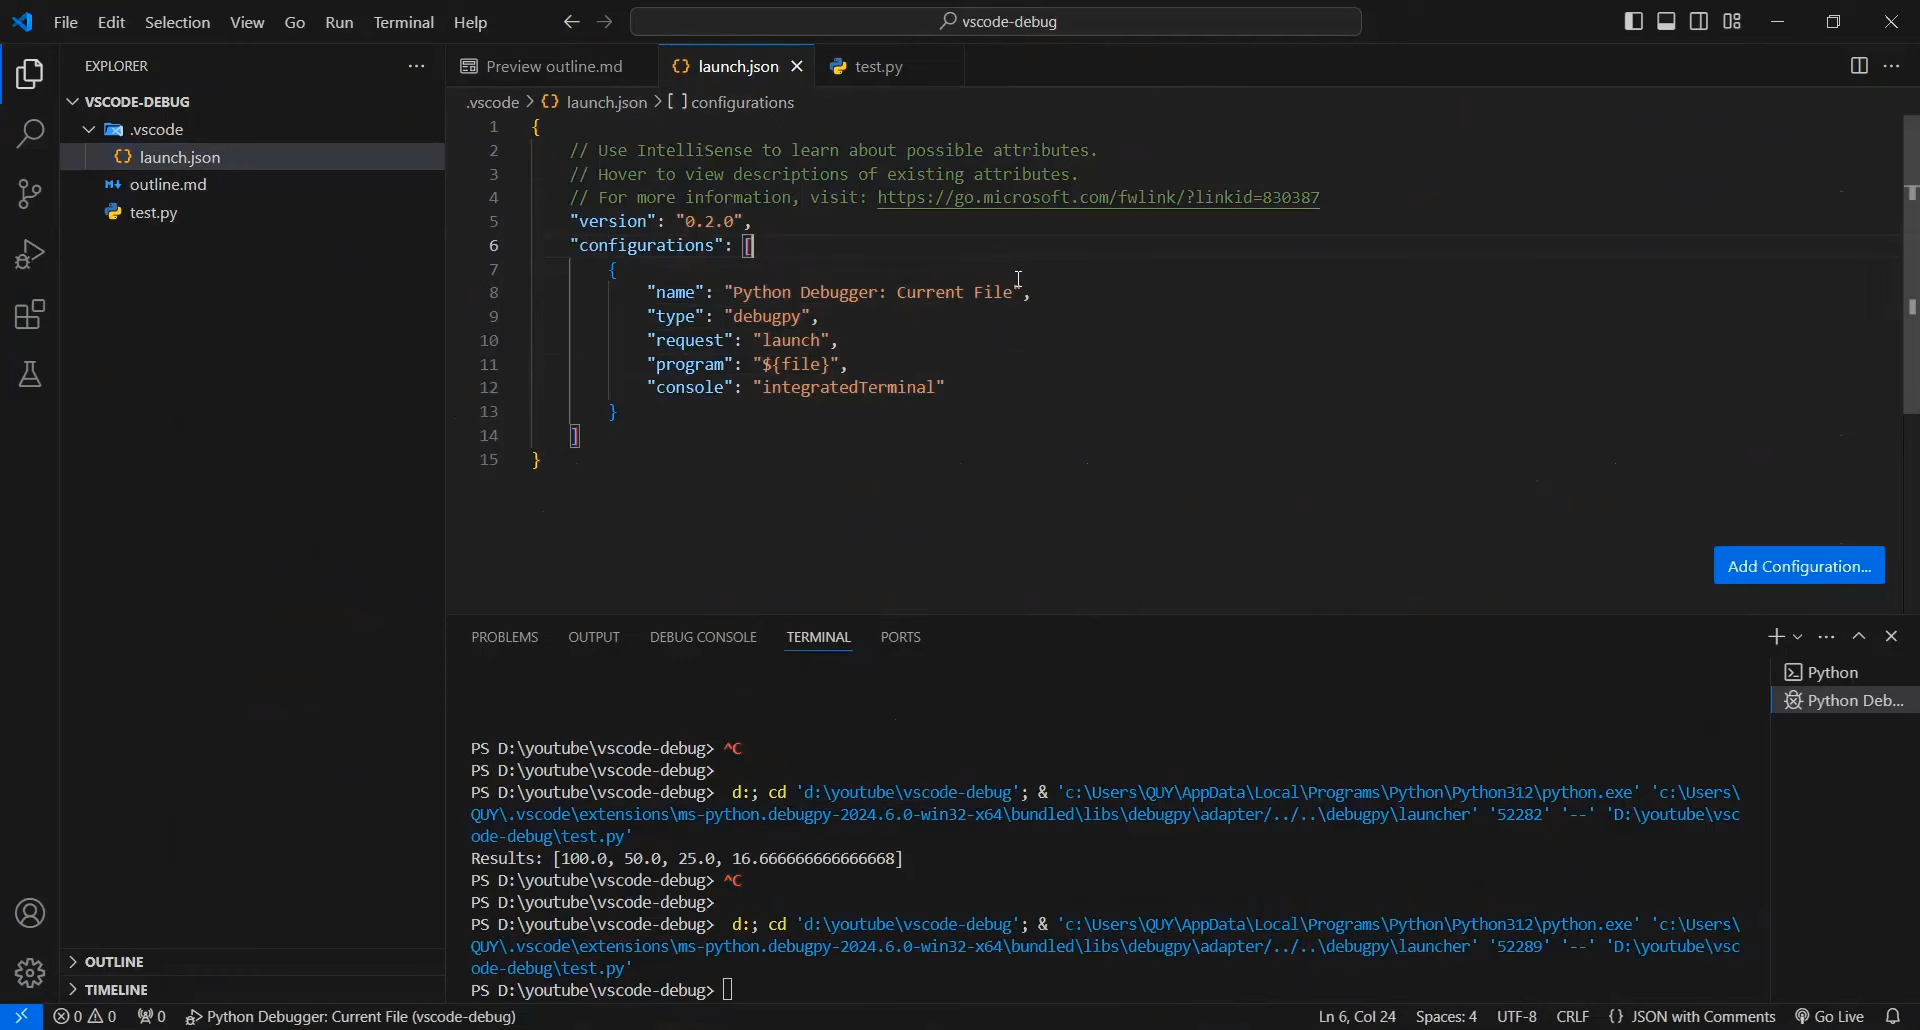 File Edit Selection View Go Run Terminal Help
vscode-debug
EXPLORER
VSCODE-DEBUG
.vscode
launch.json
outline.md
test.py
OUTLINE
TIMELINE
Preview outline.md launch.json test.py
.vscode > {} launch.json > [ ] configurations
1 {
2 // Use IntelliSense to learn about possible attributes.
3 // Hover to view descriptions of existing attributes.
4 // For more information, visit: https://go.microsoft.com/fwlink/?linkid=830387
5 "version": "0.2.0",
6 "configurations": [
7 {
8 "name": "Python Debugger: Current File",
9 "type": "debugpy",
10 "request": "launch",
11 "program": "${file}",
12 "console": "integratedTerminal"
13 }
14 ]
15 }
Add Configuration...
PROBLEMS OUTPUT DEBUG CONSOLE TERMINAL PORTS
Python
Python Deb...
PS D:\youtube\vscode-debug> ^C
PS D:\youtube\vscode-debug>
PS D:\youtube\vscode-debug> d:; cd 'd:\youtube\vscode-debug'; & 'c:\Users\QUY\AppData\Local\Programs\Python\Python312\python.exe' 'c:\Users\
QUY\.vscode\extensions\ms-python.debugpy-2024.6.0-win32-x64\bundled\libs\debugpy\adapter/../..\debugpy\launcher' '52282' '--' 'D:\youtube\vsc
ode-debug\test.py'
Results: [100.0, 50.0, 25.0, 16.666666666666668]
PS D:\youtube\vscode-debug> ^C
PS D:\youtube\vscode-debug>
PS D:\youtube\vscode-debug> d:; cd 'd:\youtube\vscode-debug'; & 'c:\Users\QUY\AppData\Local\Programs\Python\Python312\python.exe' 'c:\Users\
QUY\.vscode\extensions\ms-python.debugpy-2024.6.0-win32-x64\bundled\libs\debugpy\adapter/../..\debugpy\launcher' '52289' '--' 'D:\youtube\vsc
ode-debug\test.py'
PS D:\youtube\vscode-debug>
0 0 0 Python Debugger: Current File (vscode-debug) Ln 6, Col 24 Spaces: 4 UTF-8 CRLF {} JSON with Comments Go Live